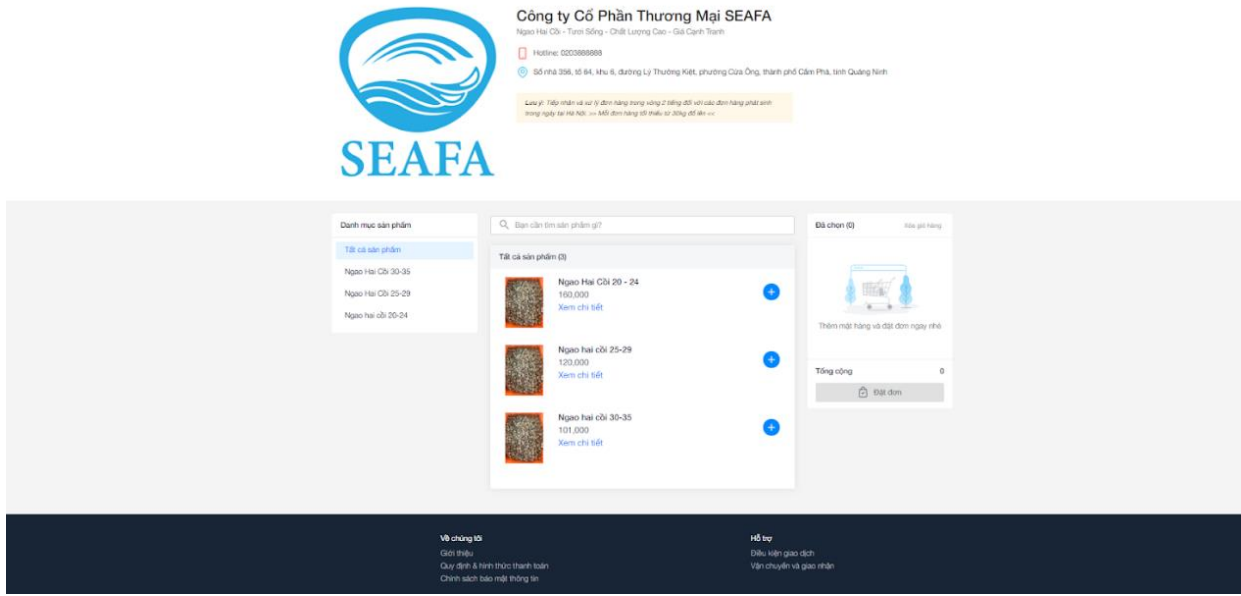 SEAFA
Công ty Cổ Phần Thương Mại SEAFA
Ngao Hai Cồi - Tươi Sống - Chất Lượng Cao - Giá Cạnh Tranh
Hotline: 0203888888
Số nhà 356, tổ 64, khu 6, đường Lý Thường Kiệt, phường Cửa Ông, thành phố Cẩm Phả, tỉnh Quảng Ninh
Lưu ý: Tiếp nhận và xử lý đơn hàng trong vòng 2 tiếng đối với các đơn hàng phát sinh
trong ngày tại Hà Nội. >> Mỗi đơn hàng tối thiểu từ 30kg đổ lên <<
Danh mục sản phẩm
Tất cả sản phẩm
Ngao Hai Cồi 30-35
Ngao Hai Cồi 25-29
Ngao hai cồi 20-24
Bạn cần tìm sản phẩm gì?
Tất cả sản phẩm (3)
Ngao Hai Cồi 20 - 24
160,000
Xem chi tiết
Ngao hai cồi 25-29
120,000
Xem chi tiết
Ngao hai cồi 30-35
101,000
Xem chi tiết
Đã chọn (0)
Xóa giỏ hàng
Thêm mặt hàng và đặt đơn ngay nhé
Tổng cộng 0
Đặt đơn
Về chúng tôi
Giới thiệu
Quy định & hình thức thanh toán
Chính sách bảo mật thông tin
Hỗ trợ
Điều kiện giao dịch
Vận chuyển và giao nhận